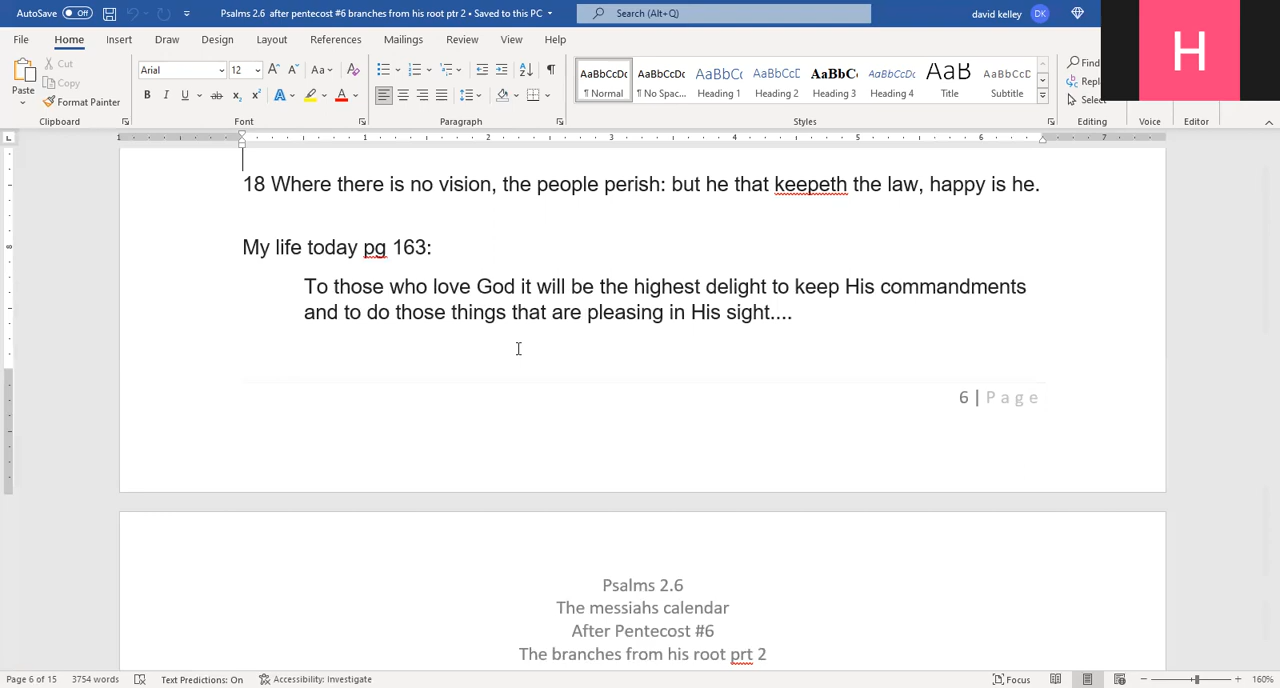 AutoSave Off Psalms 2.6 after pentecost #6 branches from his root ptr 2 • Saved to this PC Search (Alt+Q) david kelley DK
File Home Insert Draw Design Layout References Mailings Review View Help
H
Cut
Copy
Paste
Format Painter
Clipboard
Arial 12
Font
Paragraph
AaBbCcDc AaBbCcDc AaBbCcD AaBbCcD AaBbC AaBbCcDc AaB AaBbCcD
¶ Normal ¶ No Spac... Heading 1 Heading 2 Heading 3 Heading 4 Title Subtitle
Styles
Find
Repl
Select
Editing Voice Editor
18 Where there is no vision, the people perish: but he that keepeth the law, happy is he.
My life today pg 163:
To those who love God it will be the highest delight to keep His commandments
and to do those things that are pleasing in His sight....
6 | Page
Psalms 2.6
The messiahs calendar
After Pentecost #6
The branches from his root prt 2
Page 6 of 15 3754 words Text Predictions: On Accessibility: Investigate Focus 160%